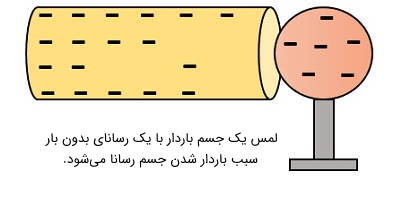 لمس یک جسم باردار با یک رسانای بدون بار
سبب باردار شدن جسم رسانا می‌شود.